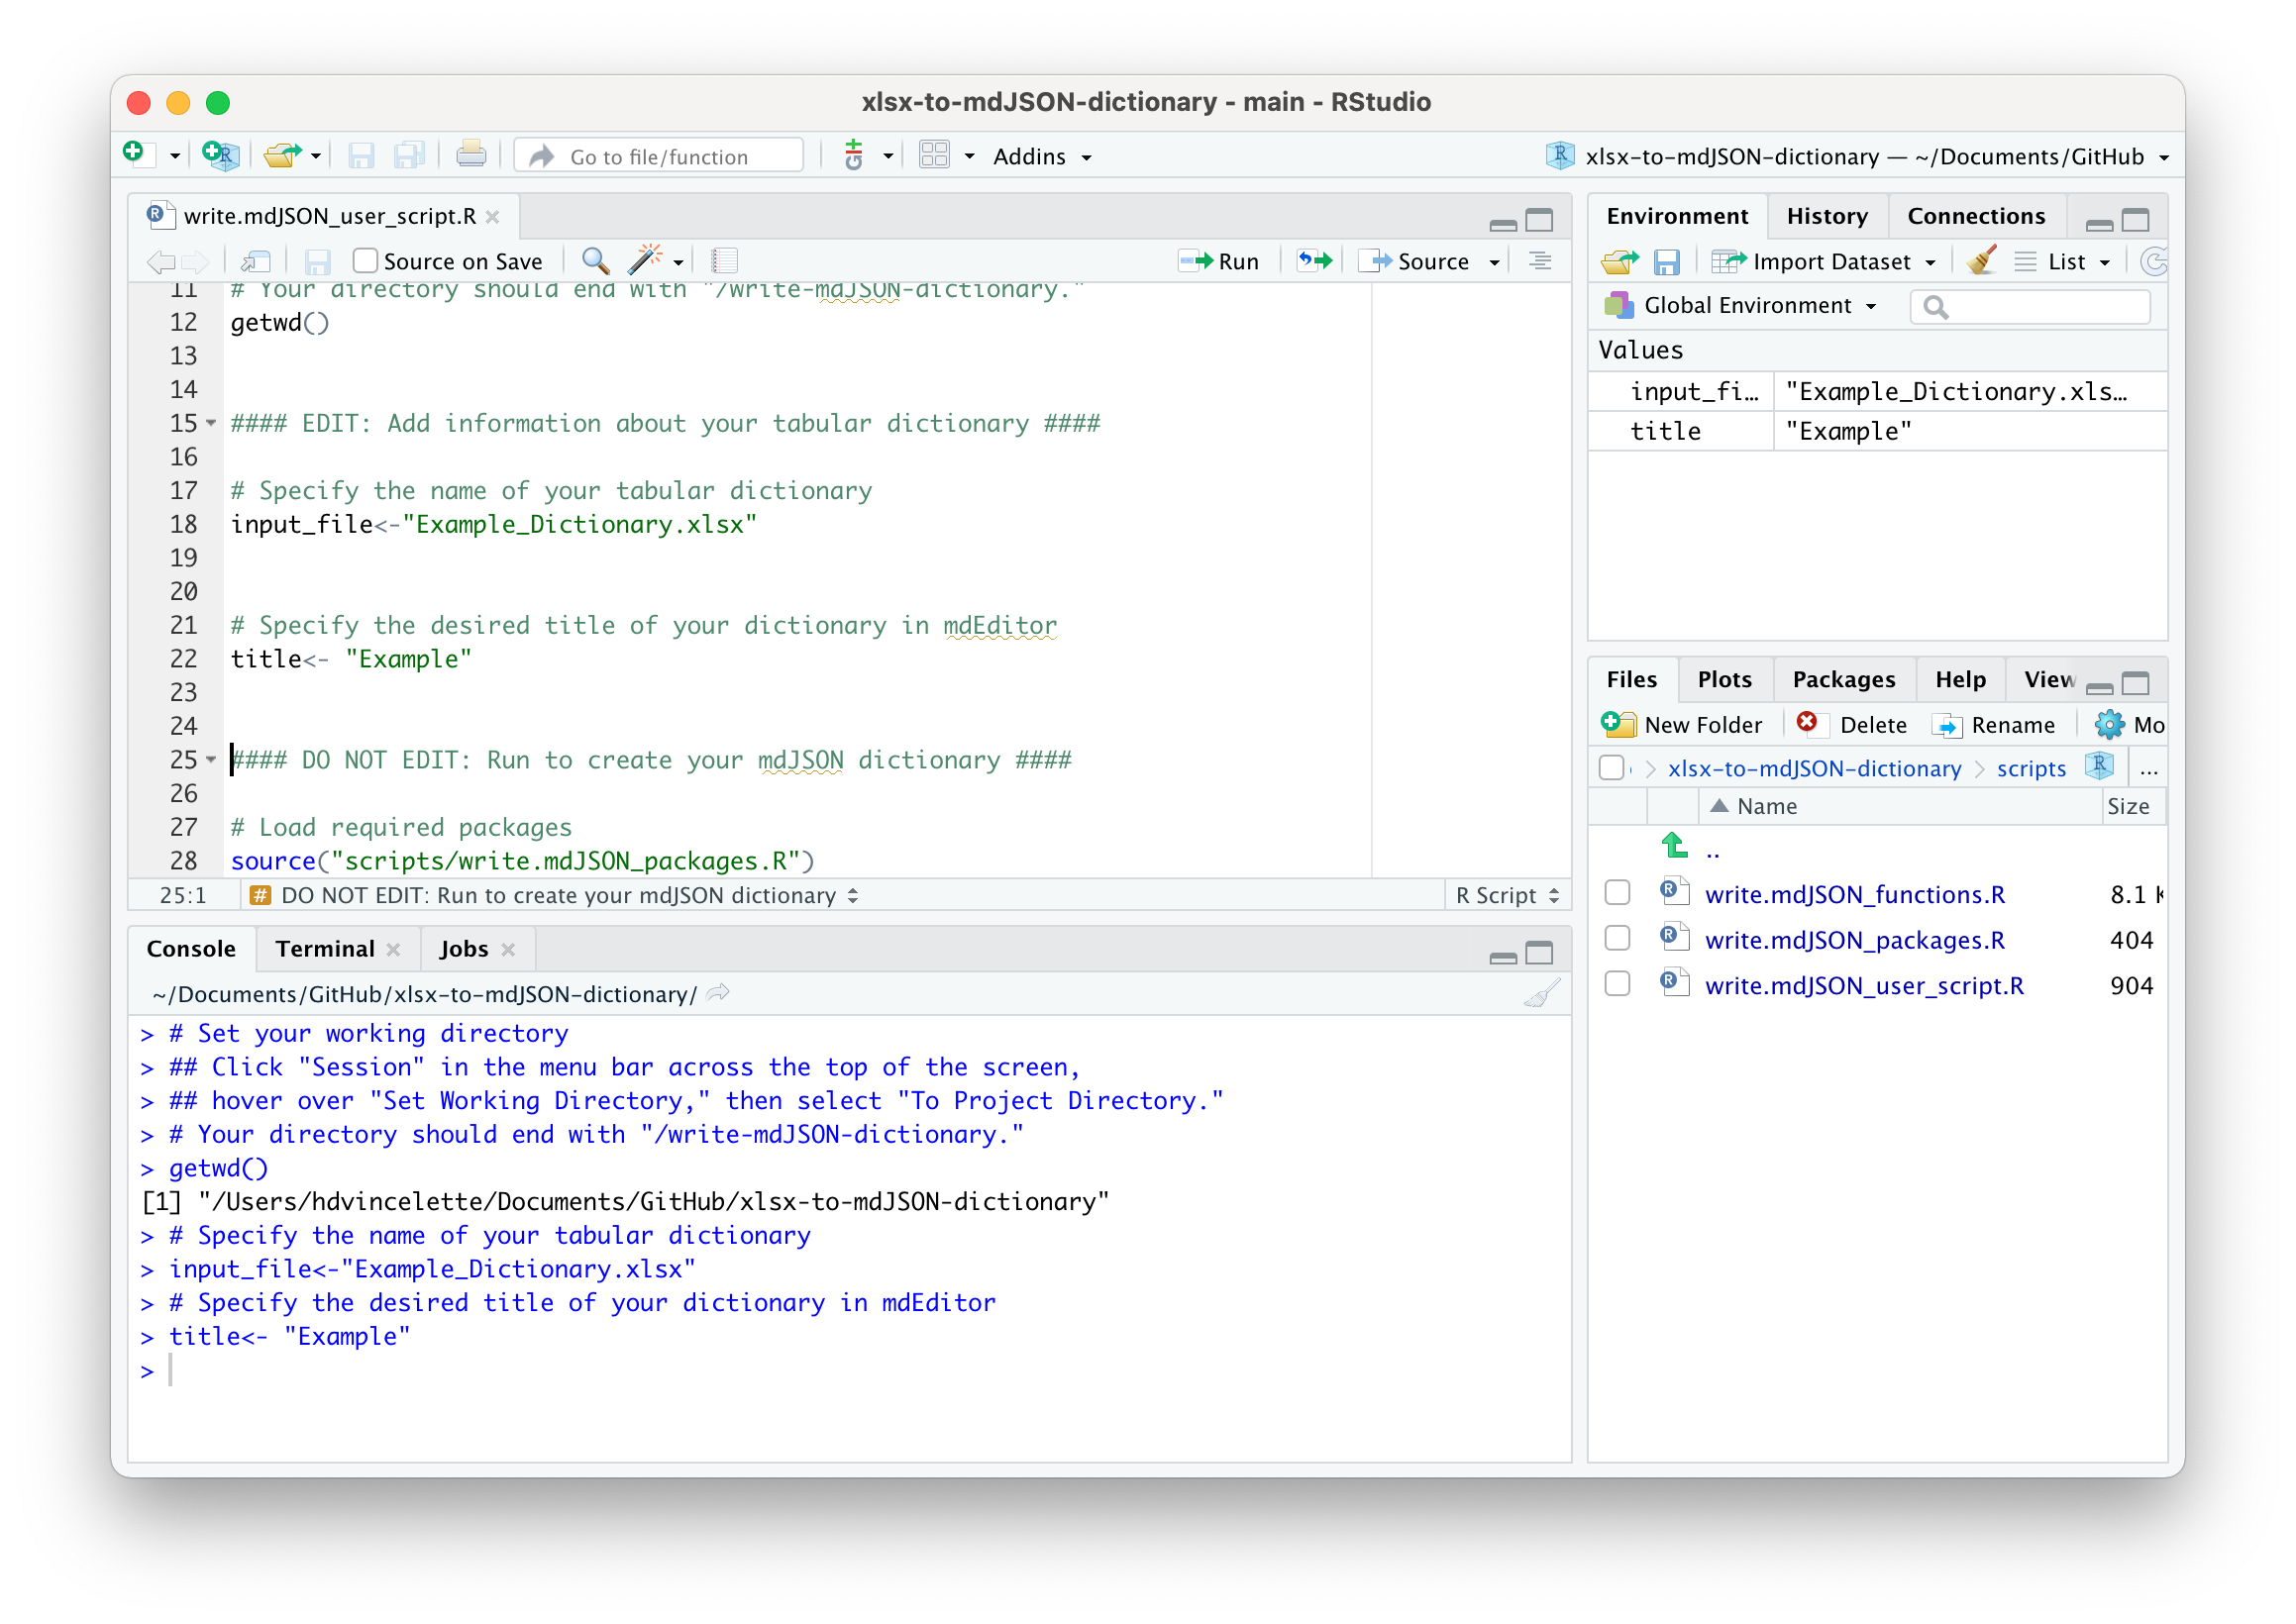 xlsx-to-mdJSON-dictionary - main - RStudio
Go to file/function
Addins
xlsx-to-mdJSON-dictionary — ~/Documents/GitHub
write.mdJSON_user_script.R
Source on Save
Run
Source
11 # Your directory should end with "/write-mdJSON-dictionary."
12 getwd()
13
14
15 #### EDIT: Add information about your tabular dictionary ####
16
17 # Specify the name of your tabular dictionary
18 input_file<-"Example_Dictionary.xlsx"
19
20
21 # Specify the desired title of your dictionary in mdEditor
22 title<- "Example"
23
24
25 #### DO NOT EDIT: Run to create your mdJSON dictionary ####
26
27 # Load required packages
28 source("scripts/write.mdJSON_packages.R")
25:1 # DO NOT EDIT: Run to create your mdJSON dictionary R Script
Console Terminal Jobs
~/Documents/GitHub/xlsx-to-mdJSON-dictionary/
> # Set your working directory
> ## Click "Session" in the menu bar across the top of the screen,
> ## hover over "Set Working Directory," then select "To Project Directory."
> # Your directory should end with "/write-mdJSON-dictionary."
> getwd()
[1] "/Users/hdvincelette/Documents/GitHub/xlsx-to-mdJSON-dictionary"
> # Specify the name of your tabular dictionary
> input_file<-"Example_Dictionary.xlsx"
> # Specify the desired title of your dictionary in mdEditor
> title<- "Example"
>
Environment History Connections
Import Dataset List
Global Environment
Values
input_fi… "Example_Dictionary.xls…
title "Example"
Files Plots Packages Help View
New Folder Delete Rename Mo
xlsx-to-mdJSON-dictionary scripts ...
Name Size
..
write.mdJSON_functions.R 8.1 K
write.mdJSON_packages.R 404
write.mdJSON_user_script.R 904